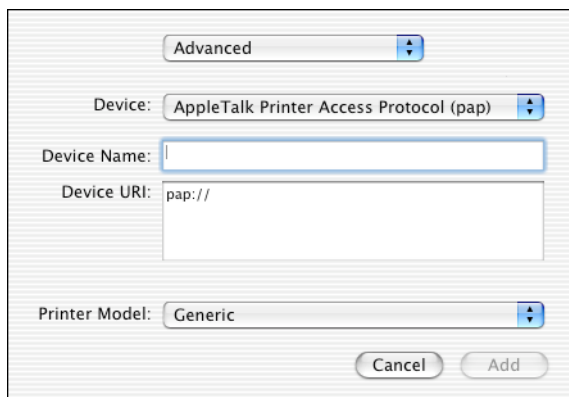 Advanced
Device: AppleTalk Printer Access Protocol (pap)
Device Name:
Device URI: pap://
Printer Model: Generic
Cancel Add